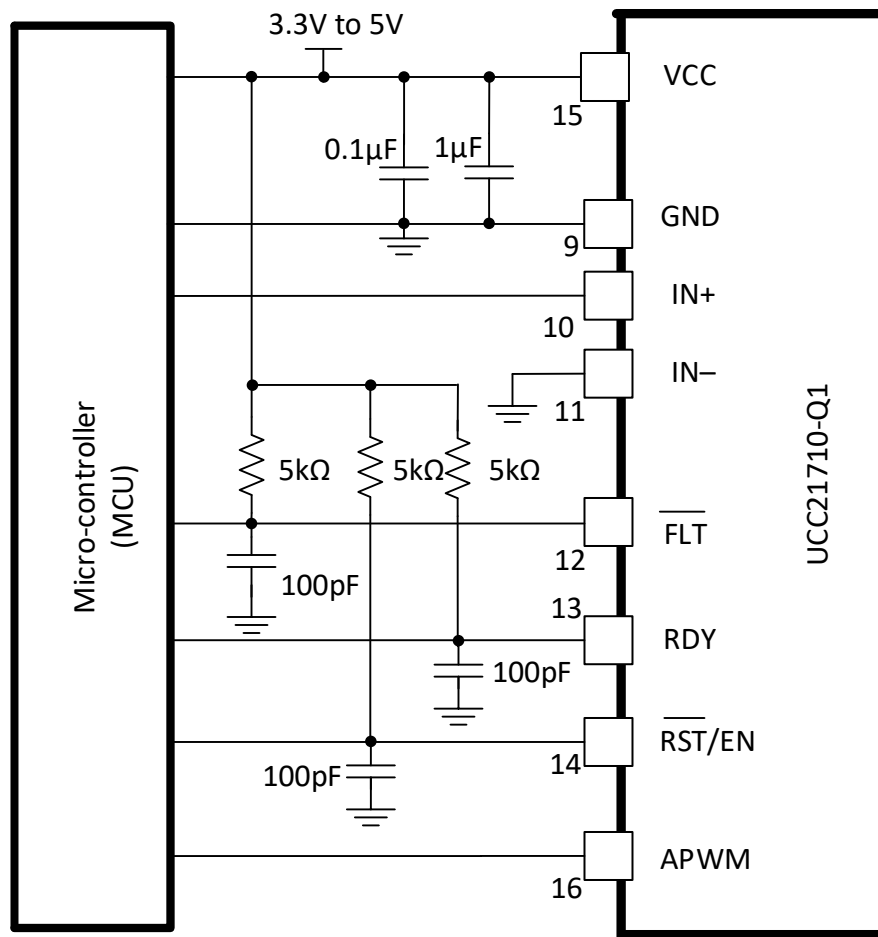 3.3V to 5V
VCC
15
0.1µF
1µF
GND
9
IN+
10
IN–
11
Micro-controller
(MCU)
UCC21710-Q1
5kΩ
5kΩ
5kΩ
FLT
12
100pF
13
RDY
100pF
RST/EN
14
100pF
APWM
16